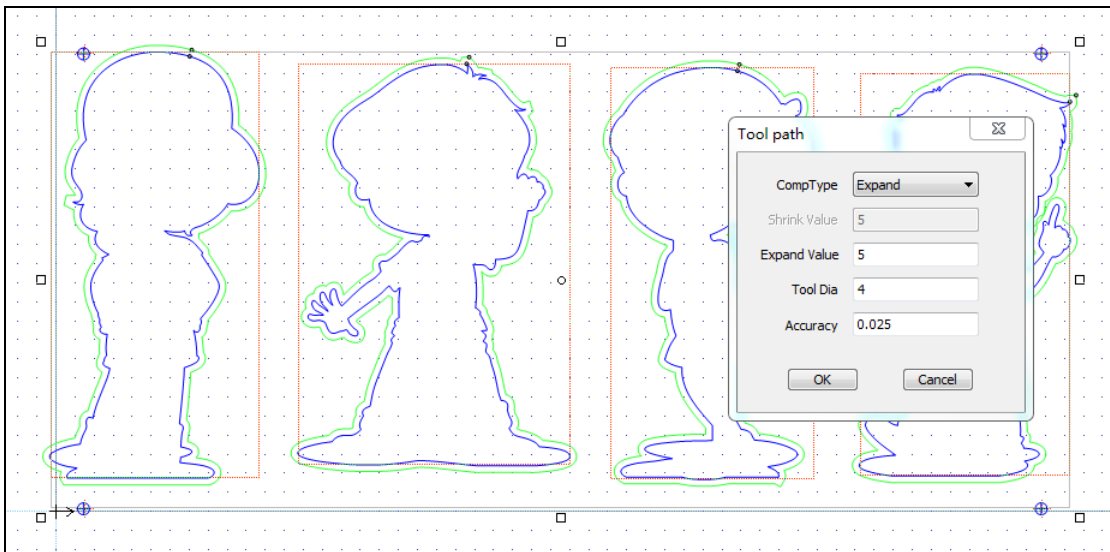 Tool path
CompType Expand
Shrink Value 5
Expand Value 5
Tool Dia 4
Accuracy 0.025
OK Cancel